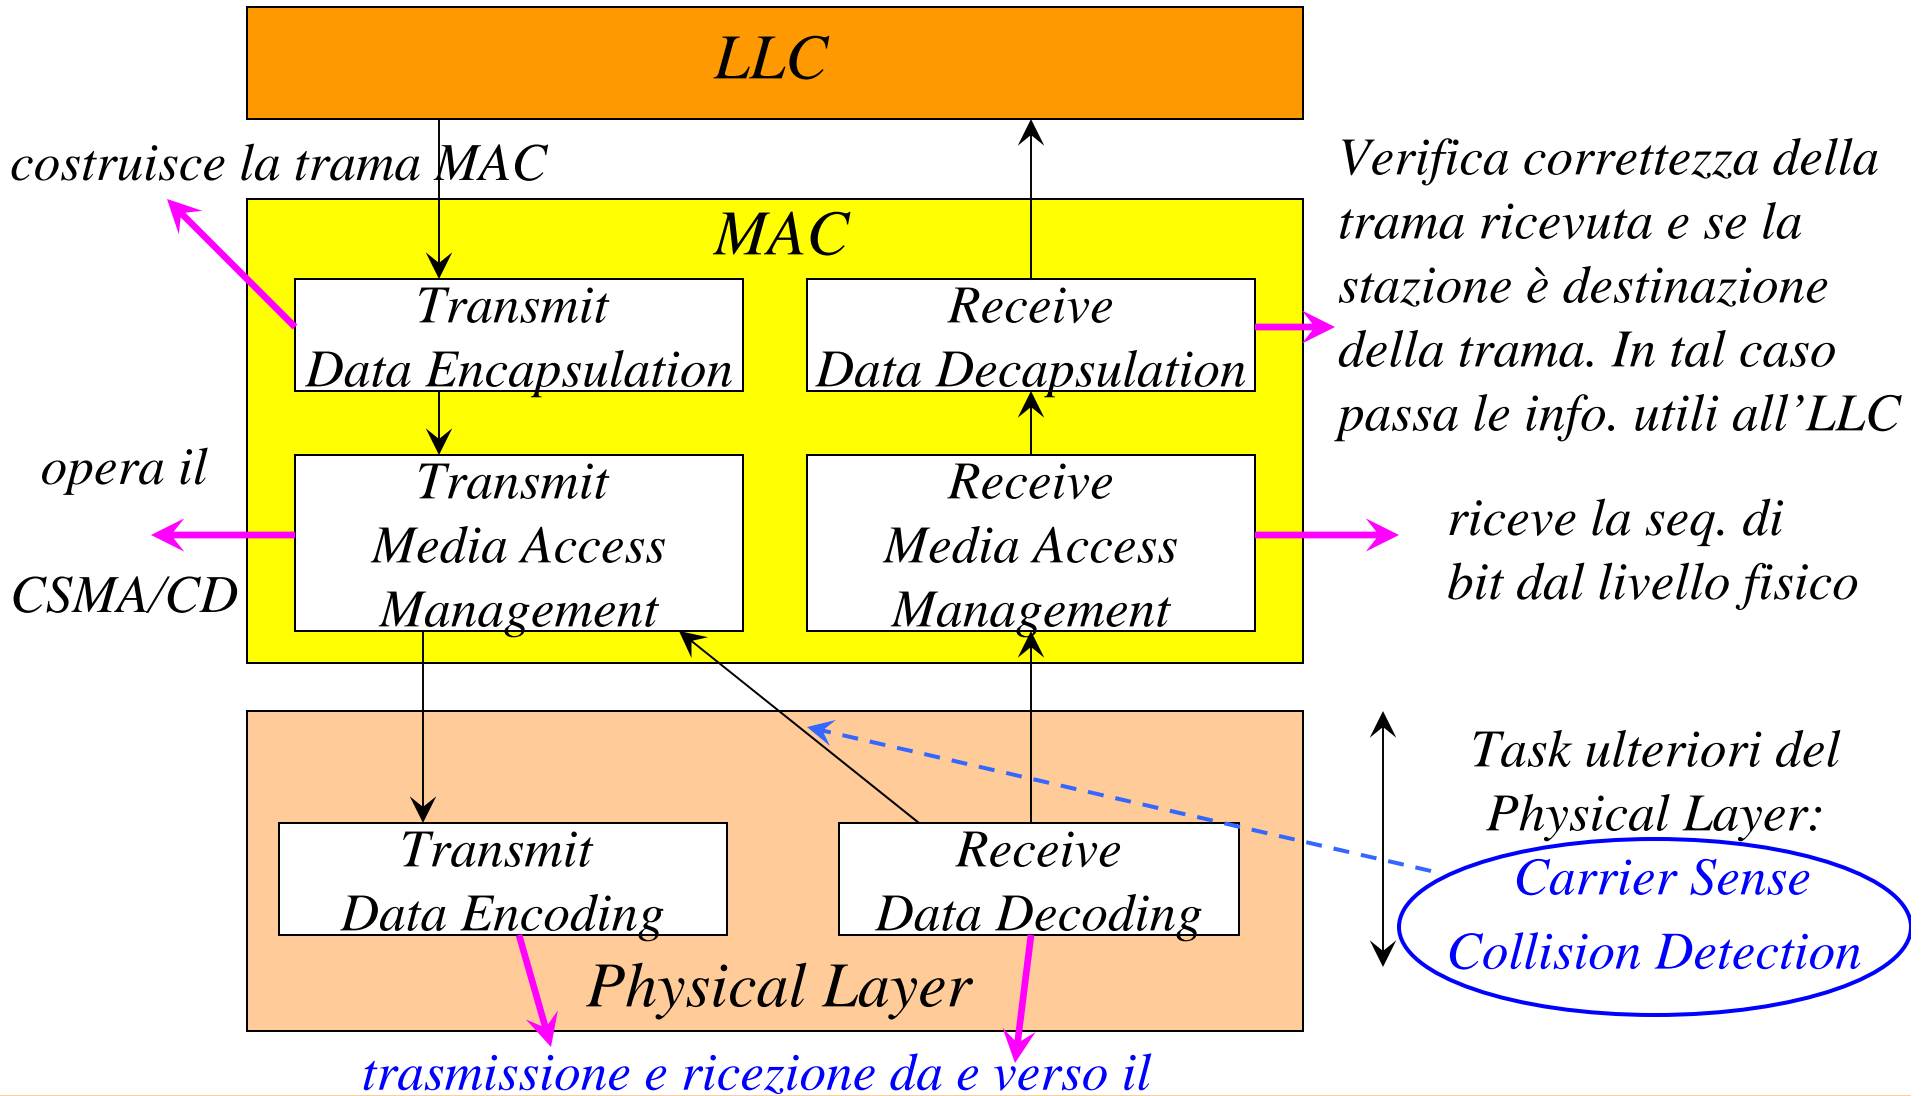 LLC
costruisce la trama MAC
MAC
Transmit
Data Encapsulation
Receive
Data Decapsulation
Verifica correttezza della
trama ricevuta e se la
stazione è destinazione
della trama. In tal caso
passa le info. utili all’LLC
opera il
CSMA/CD
Transmit
Media Access
Management
Receive
Media Access
Management
riceve la seq. di
bit dal livello fisico
Transmit
Data Encoding
Receive
Data Decoding
Physical Layer
Task ulteriori del
Physical Layer:
Carrier Sense
Collision Detection
trasmissione e ricezione da e verso il